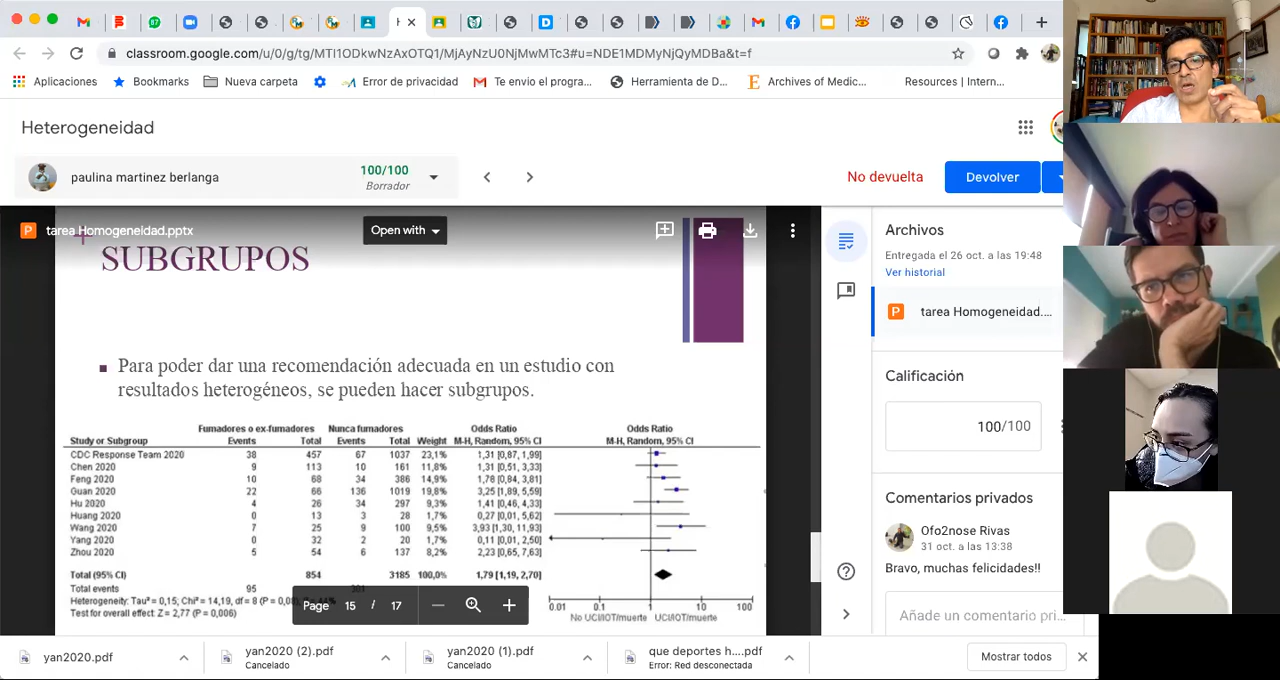 87
classroom.google.com/u/0/g/tg/MTI1ODkwNzAxOTQ1/MjAyNzU0NjMwMTc3#u=NDE1MDMyNjQyMDBa&t=f
Aplicaciones
Bookmarks
Nueva carpeta
Error de privacidad
Te envio el progra...
Herramienta de D...
Archives of Medic...
Resources | Intern...
Heterogeneidad
paulina martinez berlanga
100/100
Borrador
No devuelta
Devolver
tarea Homogeneidad.pptx
Open with
SUBGRUPOS
Para poder dar una recomendación adecuada en un estudio con
resultados heterogéneos, se pueden hacer subgrupos.
Fumadores o ex-fumadores Nunca fumadores Odds Ratio Odds Ratio
Study or Subgroup Events Total Events Total Weight M-H, Random, 95% CI M-H, Random, 95% CI
CDC Response Team 2020 38 457 67 1037 23,1% 1,31 [0,87, 1,99]
Chen 2020 9 113 10 161 11,8% 1,31 [0,51, 3,33]
Feng 2020 10 68 34 386 14,9% 1,78 [0,84, 3,81]
Guan 2020 22 66 136 1019 19,8% 3,25 [1,89, 5,59]
Hu 2020 4 26 34 297 1,41 [0,46, 4,33]
Huang 2020 0 13 3 28 1,7% 0,27 [0,01, 5,62]
Wang 2020 7 25 9 100 9,5% 3,93 [1,30, 11,93]
Yang 2020 0 32 2 20 1,7% 0,11 [0,01, 2,50]
Zhou 2020 5 54 6 137 8,2% 2,23 [0,65, 7,63]
Total (95% CI) 854 3185 100,0% 1,79 [1,19, 2,70]
Total events 95
Heterogeneity: Tau² = 0,15; Chi² = 14,19, df = 8 (P = 0,0
Test for overall effect: Z = 2,77 (P = 0,006)
0.01 0.1 1 10 100
No UCI/IOT/muerte UCI/IOT/muerte
Page 15 / 17
Archivos
Entregada el 26 oct. a las 19:48
Ver historial
tarea Homogeneidad....
Calificación
100/100
Comentarios privados
Ofo2nose Rivas
31 oct. a las 13:38
Bravo, muchas felicidades!!
Añade un comentario pri...
yan2020.pdf
yan2020 (2).pdf
Cancelado
yan2020 (1).pdf
Cancelado
que deportes h....pdf
Error: Red desconectada
Mostrar todos